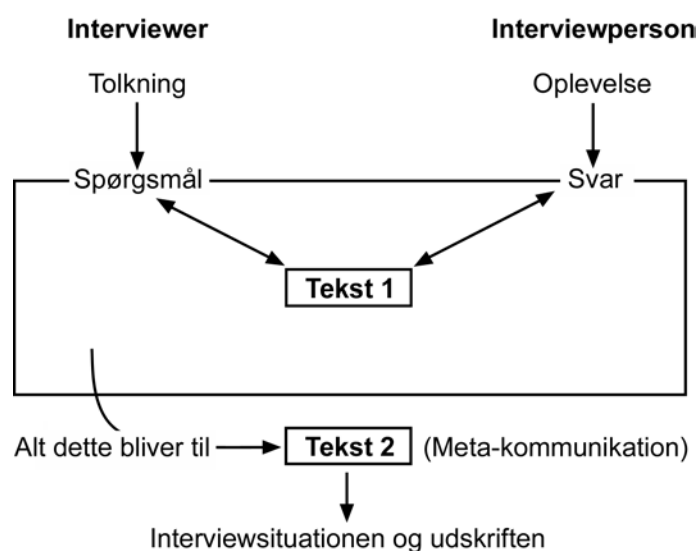 Interviewer
Interviewperson
Tolkning
Oplevelse
Spørgsmål
Svar
Tekst 1
Alt dette bliver til
Tekst 2
(Meta-kommunikation)
Interviewsituationen og udskriften